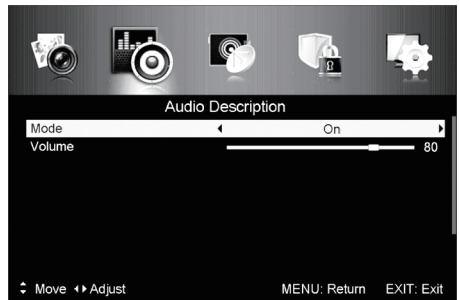 Audio Description
Mode On
Volume 80
Move Adjust MENU: Return EXIT: Exit